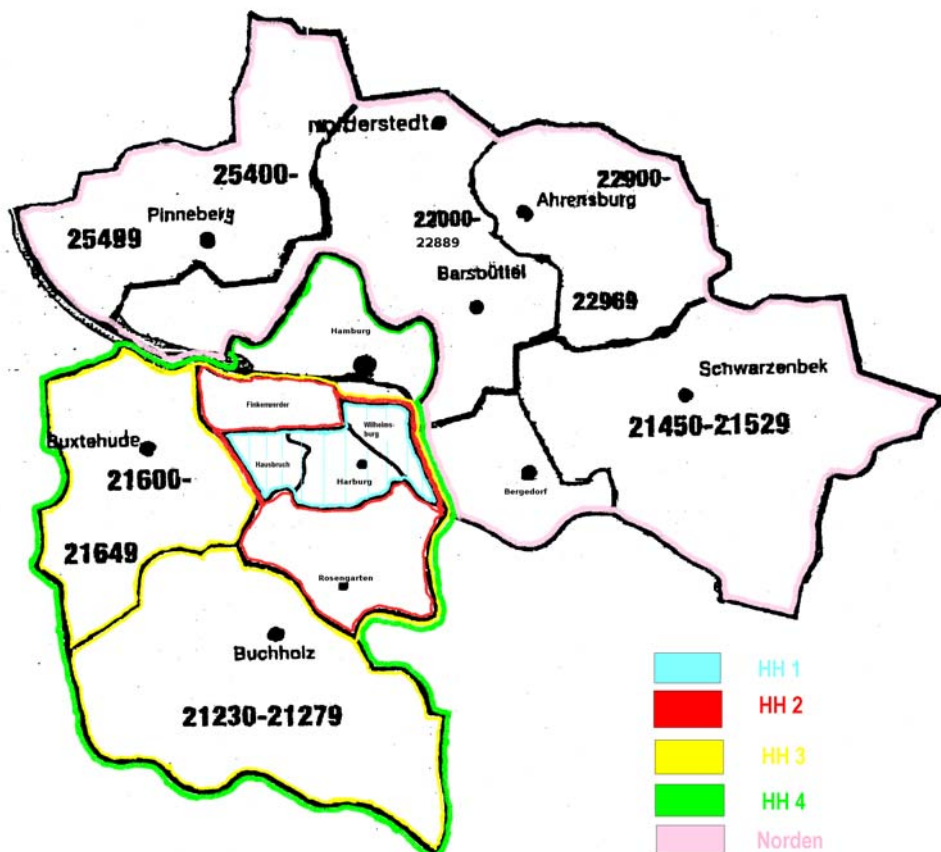 Norderstedt
25400-
22900-
Ahrensburg
Pinneberg
22000-
25499
22889
Barsbüttel
22969
Hamburg
Schwarzenbek
Finkenwerder
21450-21529
Wilhelms-
burg
Buxtehude
Hausbruch
21600-
Harburg
Bergedorf
21649
Rosengarten
Buchholz
21230-21279
HH 1
HH 2
HH 3
HH 4
Norden